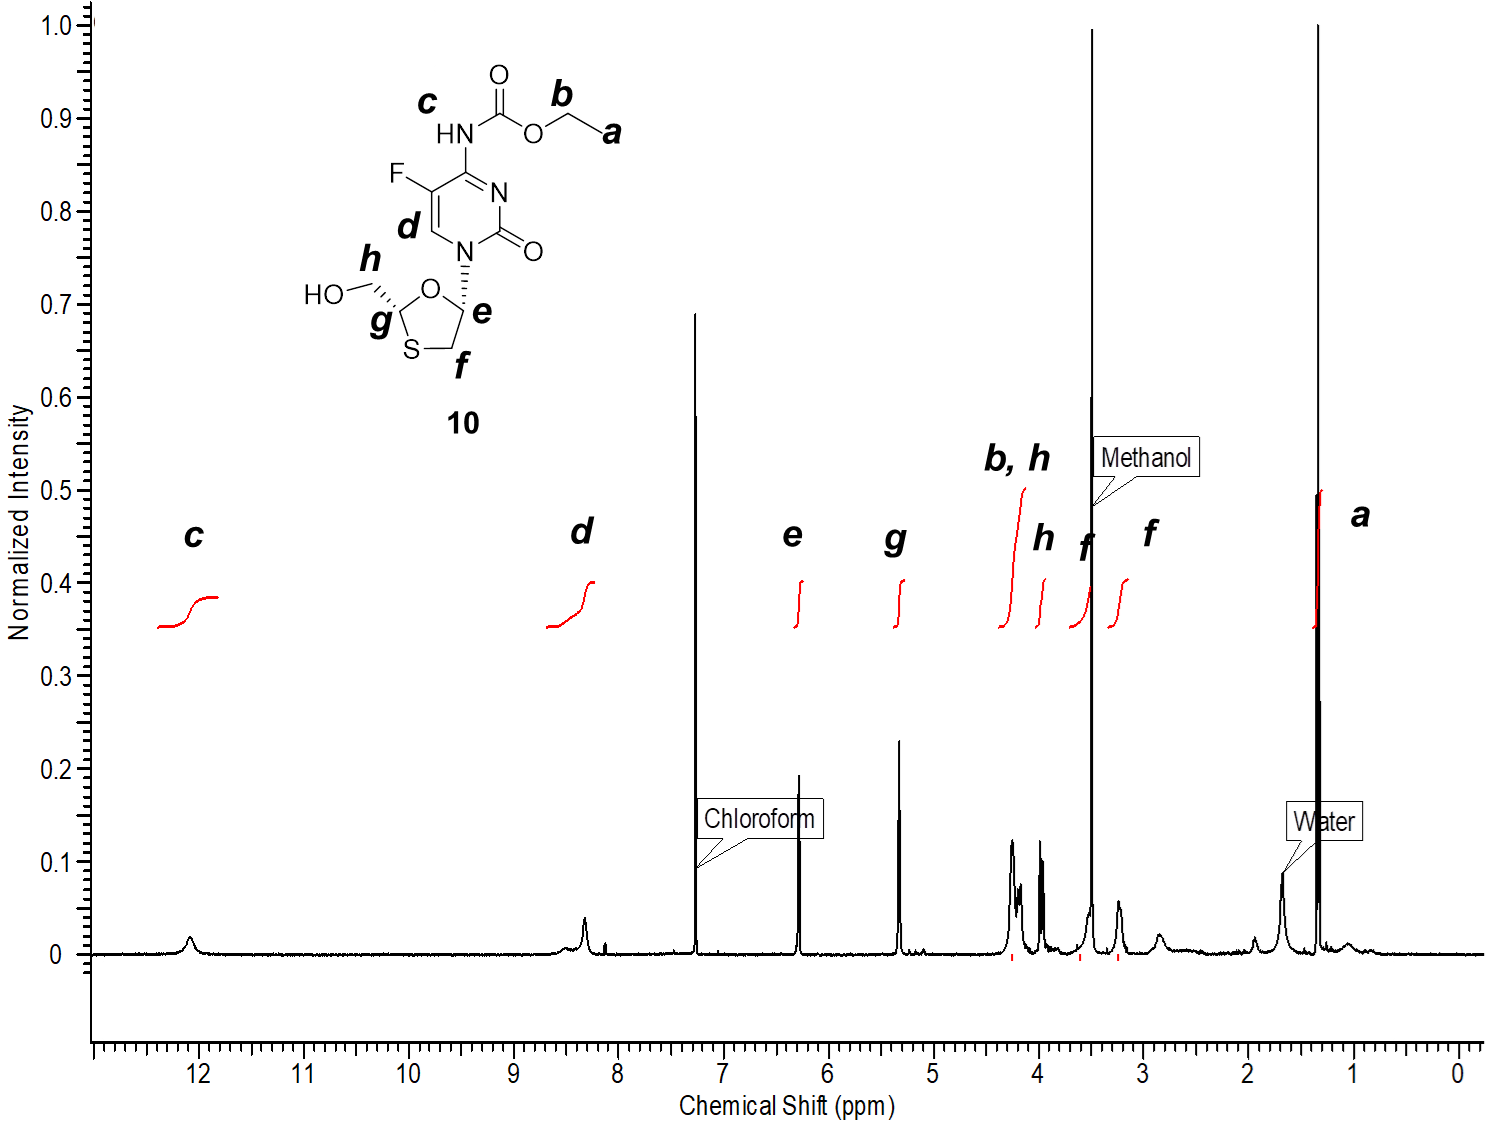 1.0
0.9
0.8
0.7
0.6
0.5
0.4
0.3
0.2
0.1
0
Normalized Intensity
O
c
b
HN
O
a
F
N
d
N
O
h
HO
O
g
e
S
f
10
b, h
Methanol
c
d
e
g
h
f
f
a
Chloroform
Water
12 11 10 9 8 7 6 5 4 3 2 1 0
Chemical Shift (ppm)